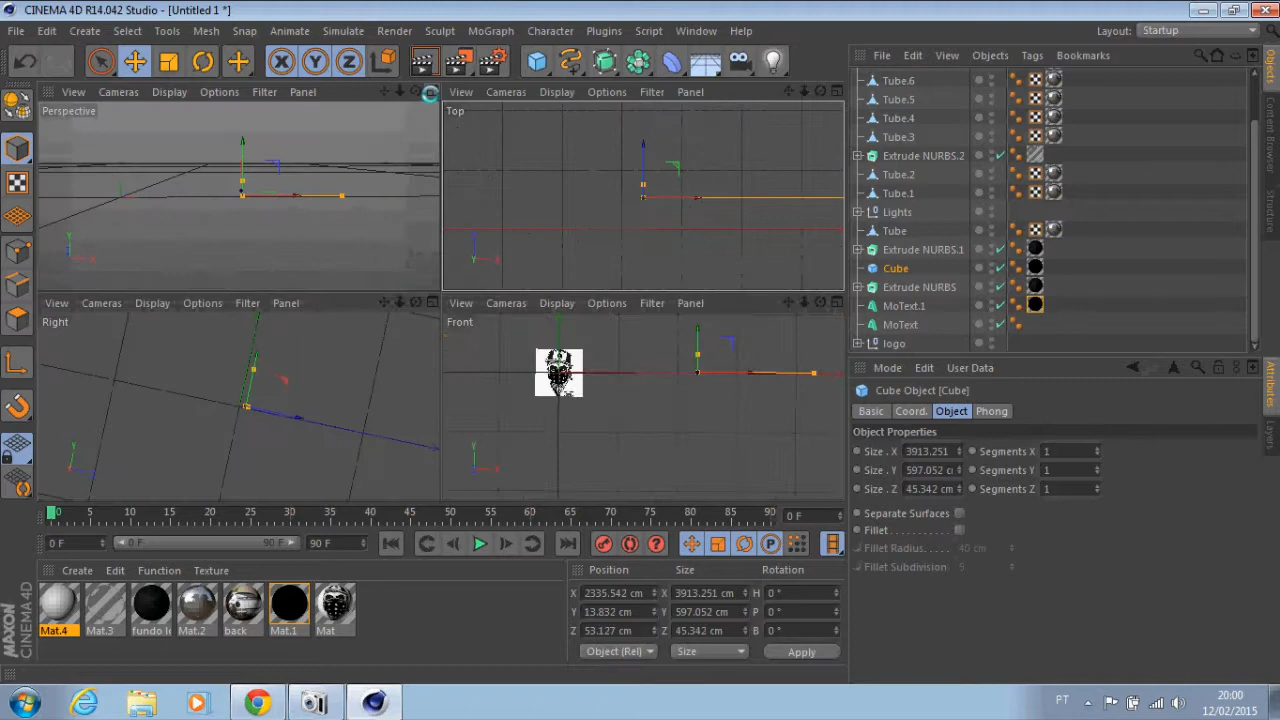 CINEMA 4D R14.042 Studio - [Untitled 1 *]
File Edit Create Select Tools Mesh Snap Animate Simulate Render Sculpt MoGraph Character Plugins Script Window Help Layout: Startup
File Edit View Objects Tags Bookmarks
View Cameras Display Options Filter Panel
View Cameras Display Options Filter Panel
Perspective
Top
Tube.6
Tube.5
Tube.4
Tube.3
Extrude NURBS.2
Tube.2
Tube.1
Lights
Tube
Extrude NURBS.1
Cube
Extrude NURBS
MoText.1
MoText
logo
Objects
Content Browser
Structure
View Cameras Display Options Filter Panel
View Cameras Display Options Filter Panel
Right
Front
Mode Edit User Data
Cube Object [Cube]
Basic Coord. Object Phong
Object Properties
Size . X 3913.251 Segments X 1
Size . Y 597.052 c Segments Y 1
Size . Z 45.342 cm Segments Z 1
Separate Surfaces
Fillet
Fillet Radius 40 cm
Fillet Subdivision 5
Attributes
Layers
0 5 10 15 20 25 30 35 40 45 50 55 60 65 70 75 80 85 90 0 F
0 F 0 F 90 F 90 F
Create Edit Function Texture
Mat.4 Mat.3 fundo l Mat.2 back Mat.1 Mat
Position Size Rotation
X 2335.542 cm X 3913.251 cm H 0 °
Y 13.832 cm Y 597.052 cm P 0 °
Z 53.127 cm Z 45.342 cm B 0 °
Object (Rel) Size Apply
MAXON CINEMA 4D
PT
20:00
12/02/2015